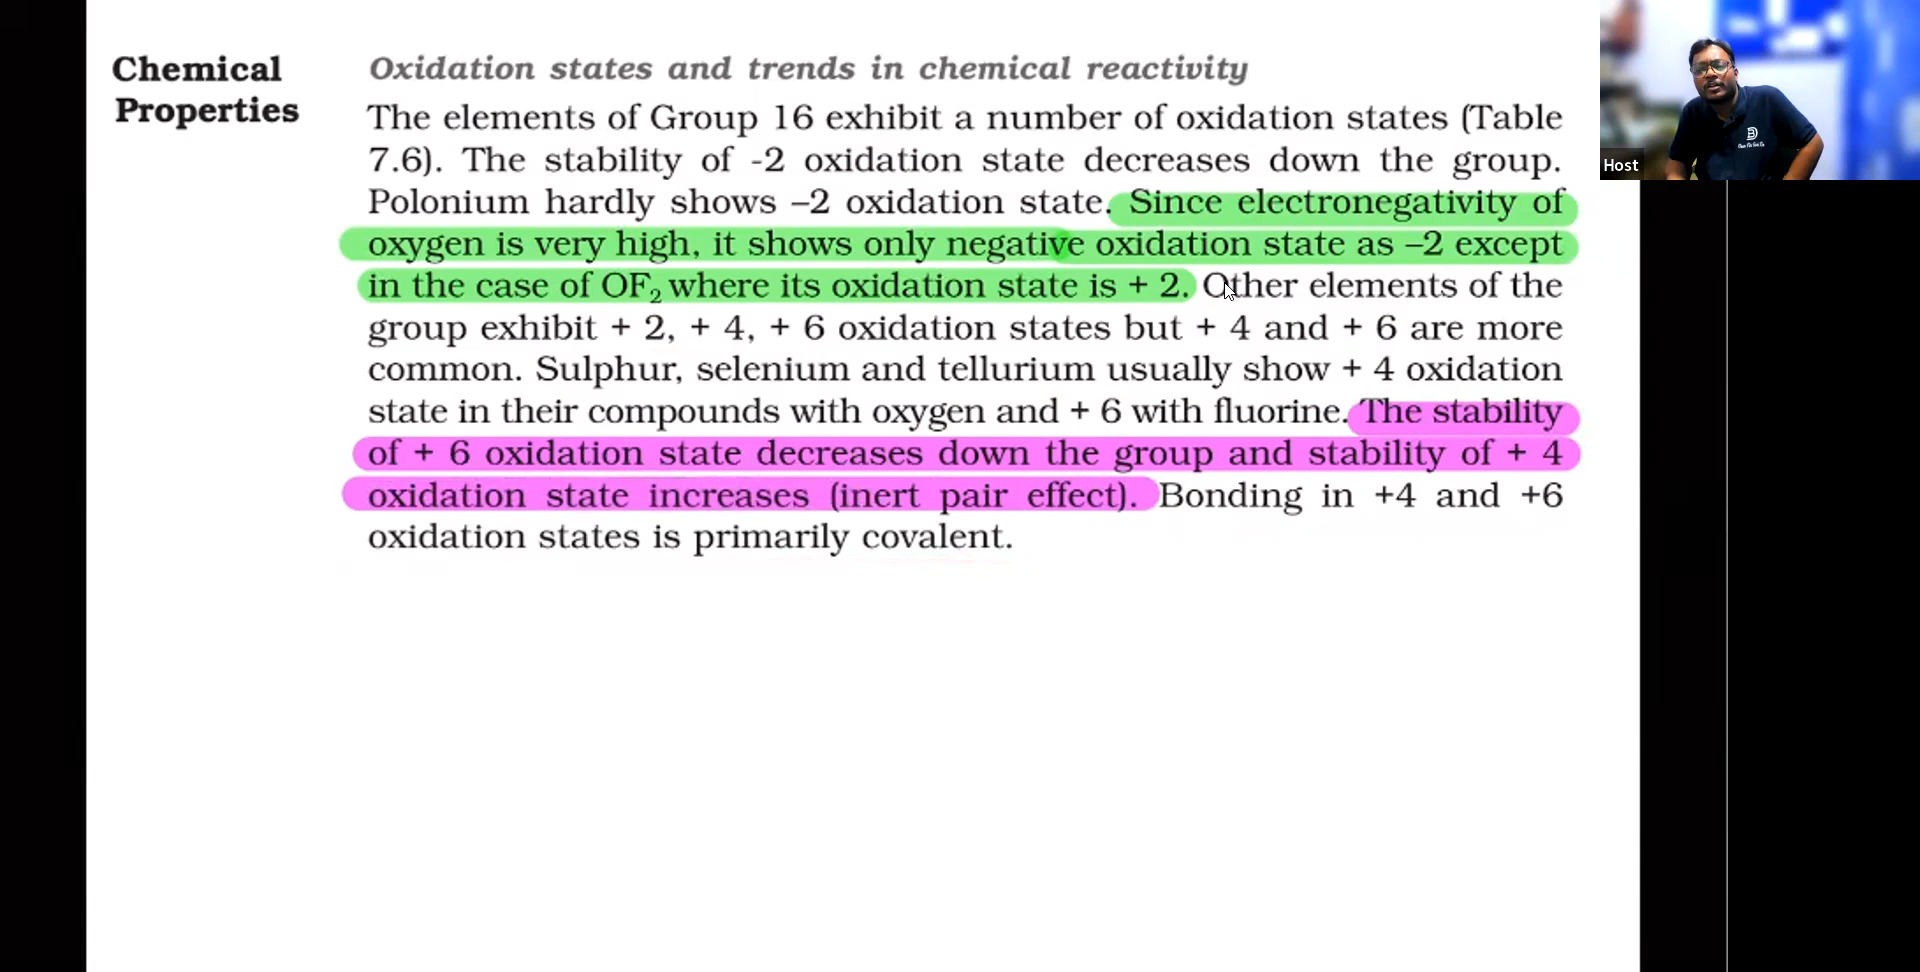 Chemical
Properties
Oxidation states and trends in chemical reactivity
The elements of Group 16 exhibit a number of oxidation states (Table
7.6). The stability of -2 oxidation state decreases down the group.
Polonium hardly shows –2 oxidation state. Since electronegativity of
oxygen is very high, it shows only negative oxidation state as –2 except
in the case of OF₂ where its oxidation state is + 2. Other elements of the
group exhibit + 2, + 4, + 6 oxidation states but + 4 and + 6 are more
common. Sulphur, selenium and tellurium usually show + 4 oxidation
state in their compounds with oxygen and + 6 with fluorine. The stability
of + 6 oxidation state decreases down the group and stability of + 4
oxidation state increases (inert pair effect). Bonding in +4 and +6
oxidation states is primarily covalent.
Host